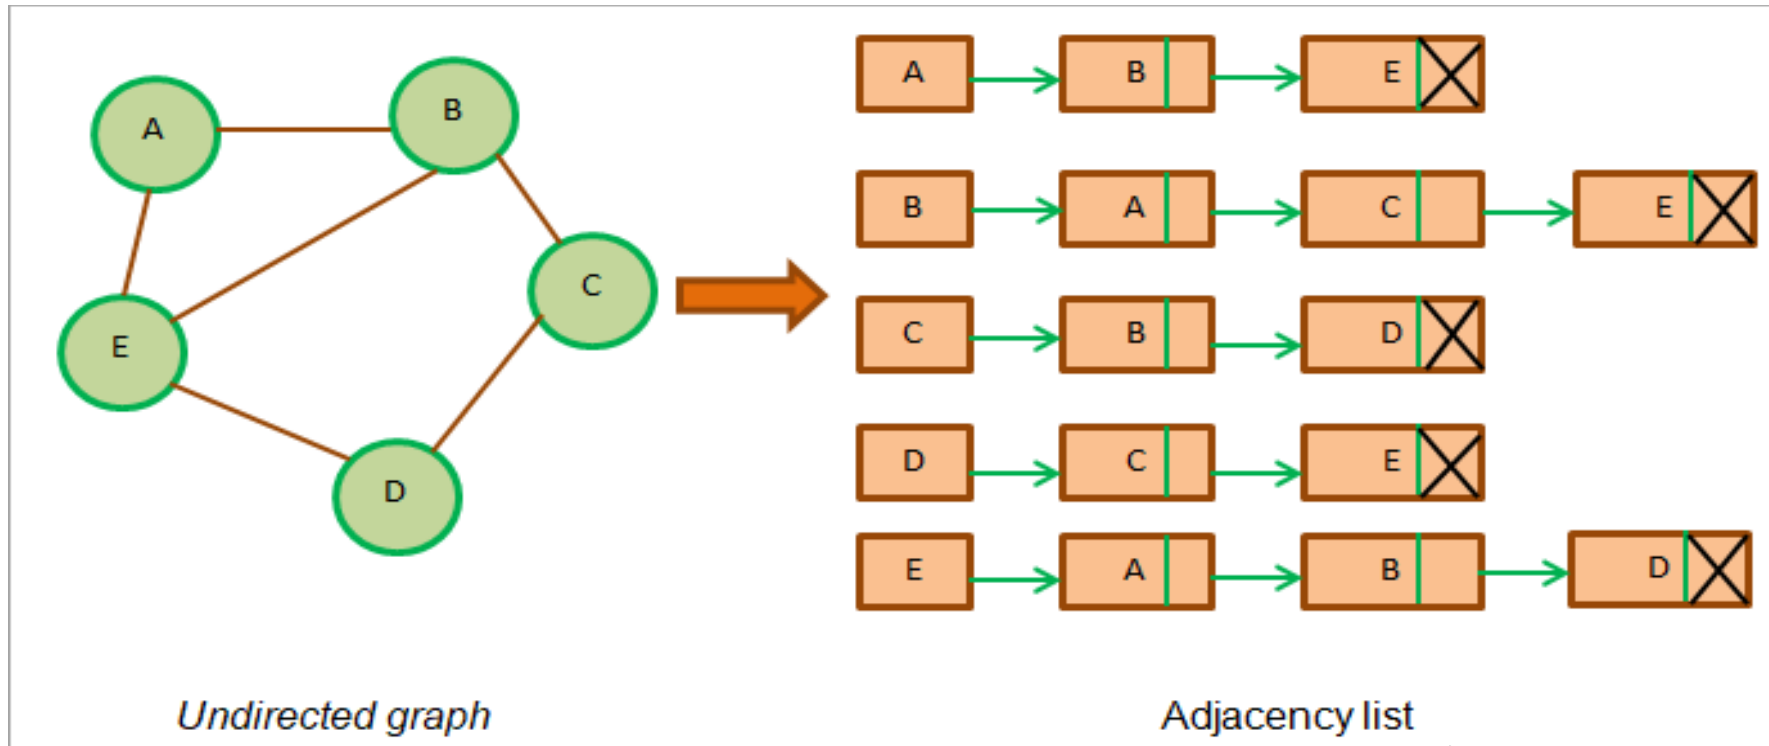 A
B
C
E
D
A B E
B A C E
C B D
D C E
E A B D
Undirected graph
Adjacency list